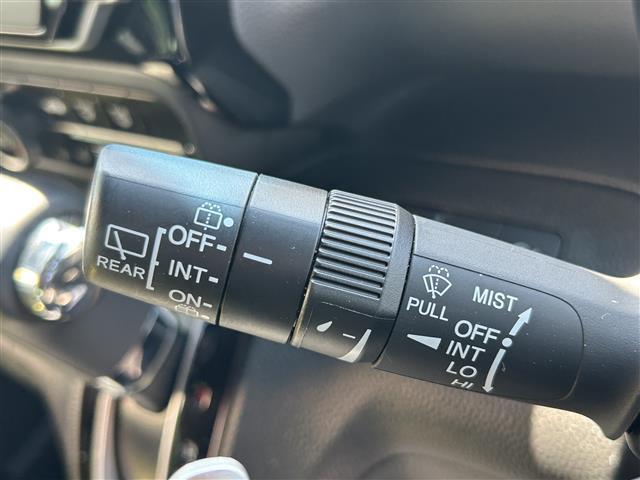 OFF
REAR
INT
ON
PULL
MIST
OFF
INT
LO
HI